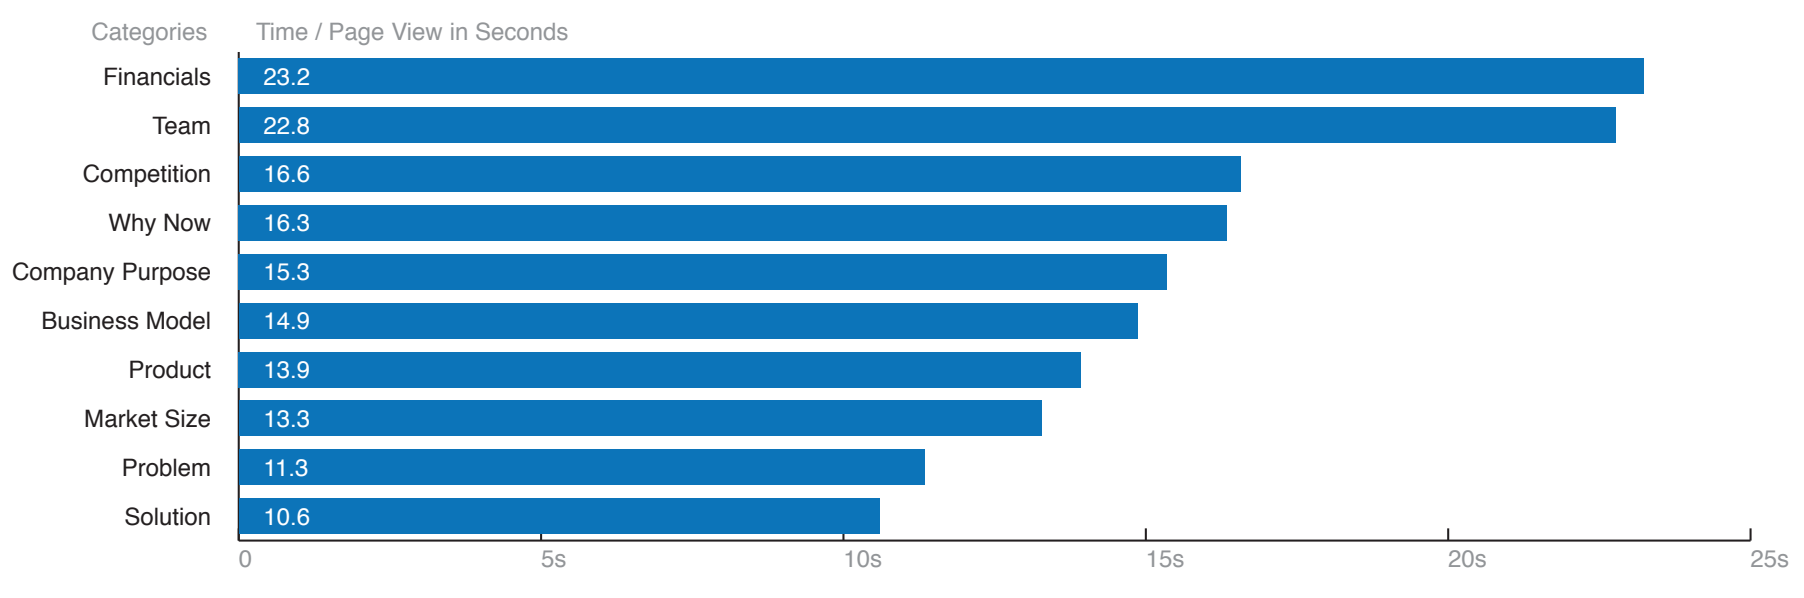 Categories Time / Page View in Seconds
Financials 23.2
Team 22.8
Competition 16.6
Why Now 16.3
Company Purpose 15.3
Business Model 14.9
Product 13.9
Market Size 13.3
Problem 11.3
Solution 10.6
0 5s 10s 15s 20s 25s